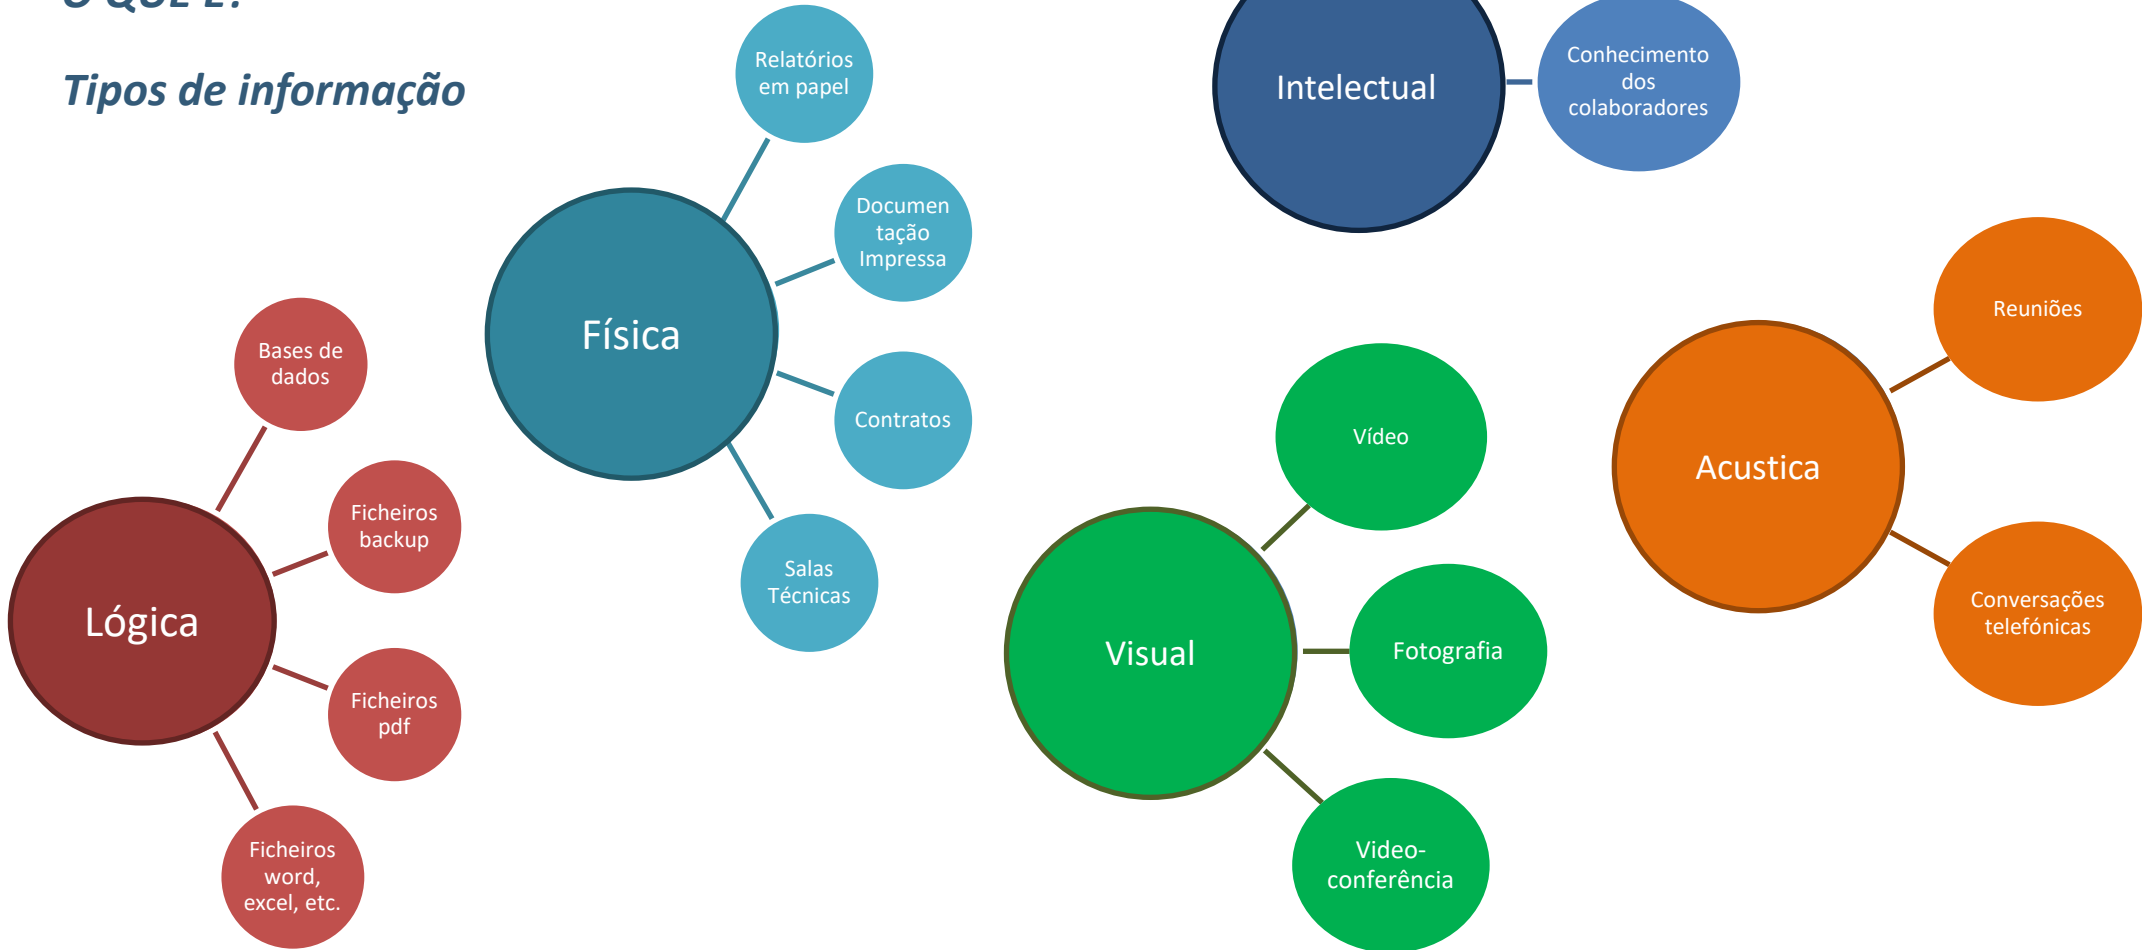 O QUE É?
Tipos de informação
Relatórios
em papel
Documen
tação
Impressa
Física
Contratos
Salas
Técnicas
Bases de
dados
Ficheiros
backup
Lógica
Ficheiros
pdf
Ficheiros
word,
excel, etc.
Intelectual
Conhecimento
dos
colaboradores
Vídeo
Visual
Fotografia
Video-
conferência
Reuniões
Acustica
Conversações
telefónicas